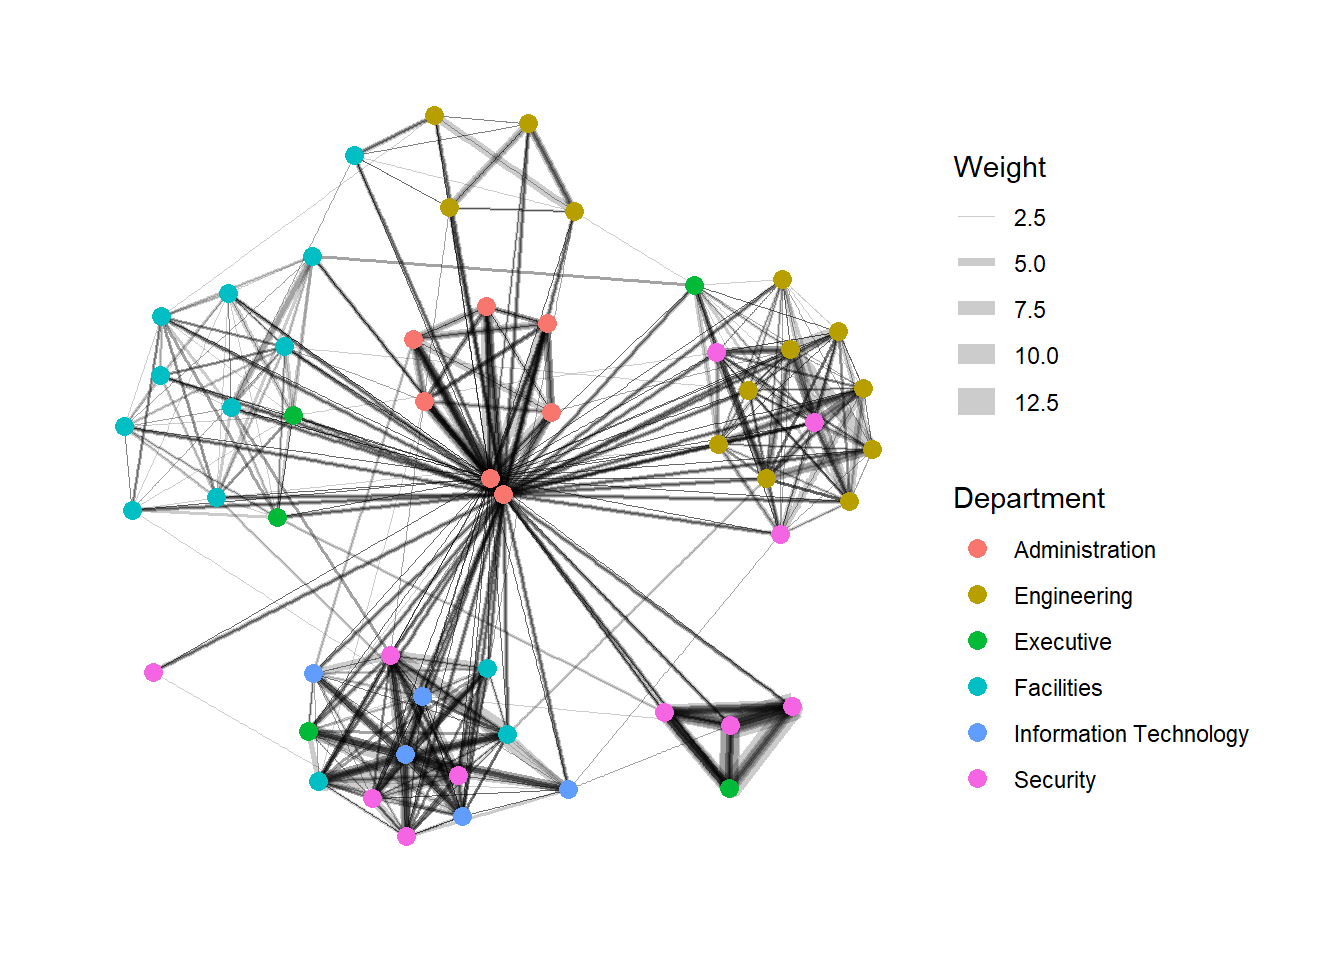 Weight
2.5
5.0
7.5
10.0
12.5
Department
Administration
Engineering
Executive
Facilities
Information Technology
Security